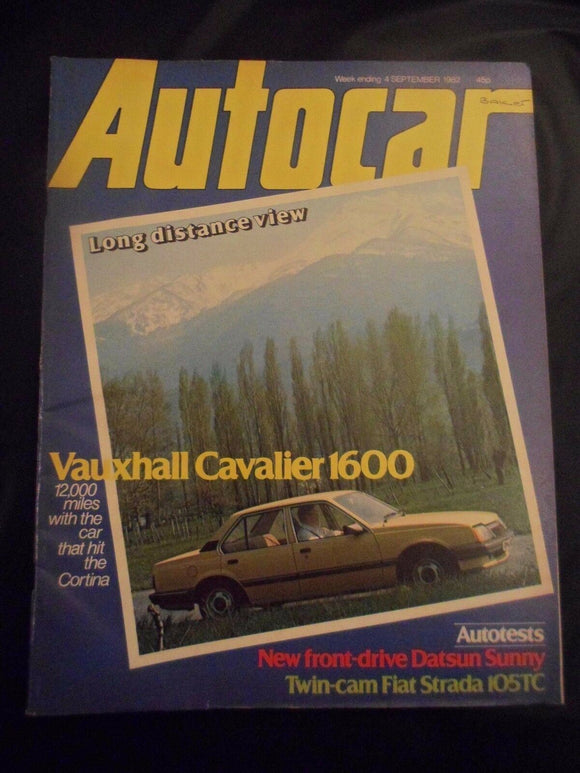 Week ending 4 SEPTEMBER 1982 45p
Autocar
Long distance view
Vauxhall Cavalier 1600
12,000
miles
with the
car
that hit
the
Cortina
Autotests
New front-drive Datsun Sunny
Twin-cam Fiat Strada 105TC